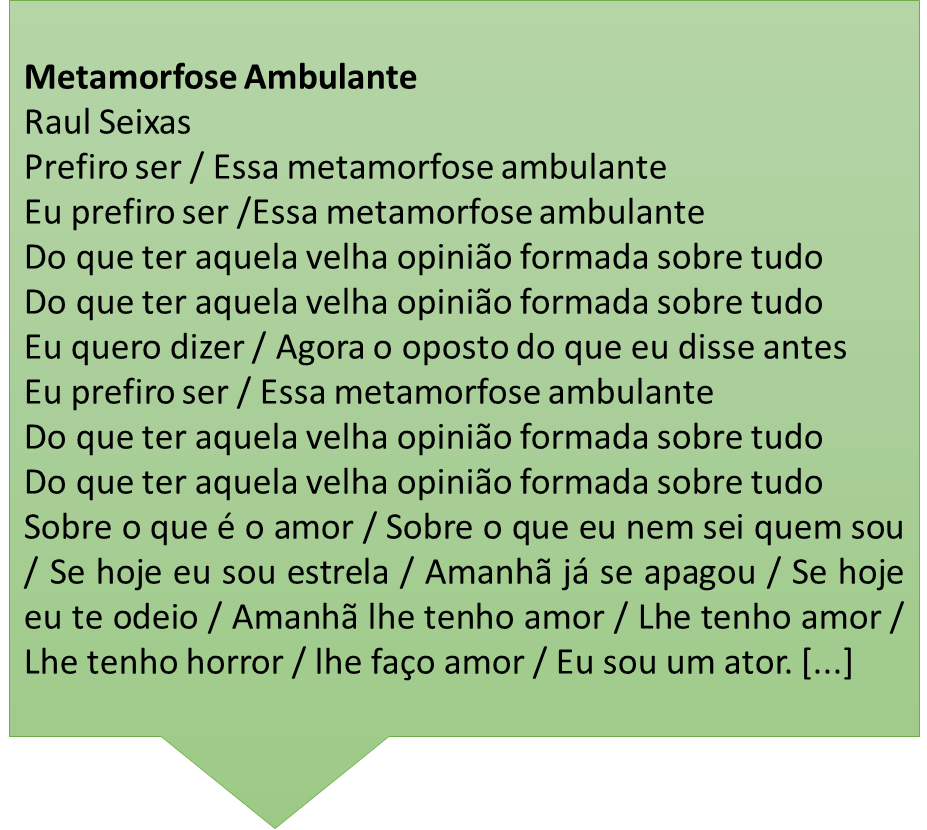 Metamorfose Ambulante
Raul Seixas
Prefiro ser / Essa metamorfose ambulante
Eu prefiro ser /Essa metamorfose ambulante
Do que ter aquela velha opinião formada sobre tudo
Do que ter aquela velha opinião formada sobre tudo
Eu quero dizer / Agora o oposto do que eu disse antes
Eu prefiro ser / Essa metamorfose ambulante
Do que ter aquela velha opinião formada sobre tudo
Do que ter aquela velha opinião formada sobre tudo
Sobre o que é o amor / Sobre o que eu nem sei quem sou
/ Se hoje eu sou estrela / Amanhã já se apagou / Se hoje
eu te odeio / Amanhã lhe tenho amor / Lhe tenho amor /
Lhe tenho horror / lhe faço amor / Eu sou um ator. [...]